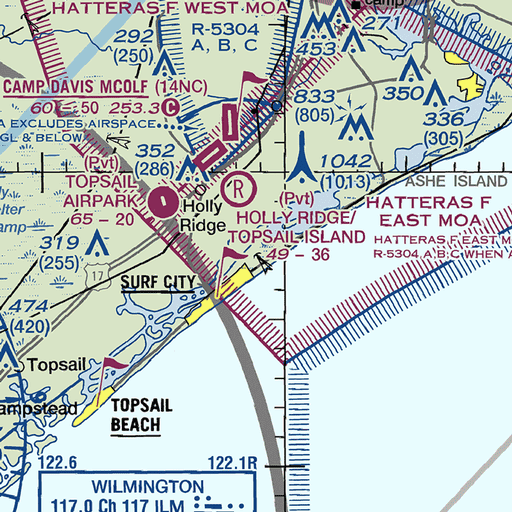 HATTERAS F WEST MOA
R-5304
A, B, C
292
(250)
453
271
CAMP DAVIS MCOLF (14NC)
60 - 50 253.3 C
A EXCLUDES AIRSPACE
GL & BELOW
833
(805)
350
336
(305)
352
(286)
1042
(1013)
(Pvt)
TOPSAIL
AIRPARK
65 - 20
R
ASHE ISLAND
HATTERAS F
EAST MOA
HATTERAS F EAST M
R-5304 A,B,C WHEN A
Holly
Ridge
(Pvt)
HOLLY RIDGE/
TOPSAIL ISLAND
49 - 36
319
(255)
17
SURF CITY
474
(420)
Topsail
ampstead
TOPSAIL
BEACH
122.6
122.1R
WILMINGTON
117.0 Ch 117 ILM